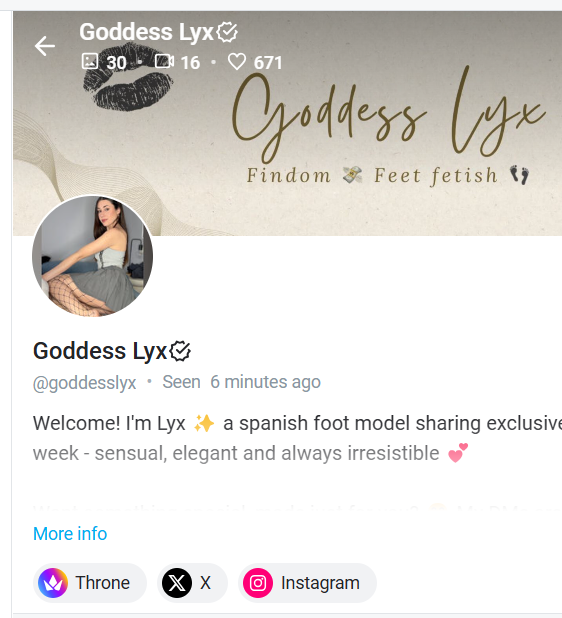 Goddess Lyx
30 • 16 • 671
Goddess Lyx
Findom 💸 Feet fetish 👣
Goddess Lyx
@goddesslyx • Seen 6 minutes ago
Welcome! I'm Lyx ✨ a spanish foot model sharing exclusive
week - sensual, elegant and always irresistible 💕
More info
Throne X Instagram